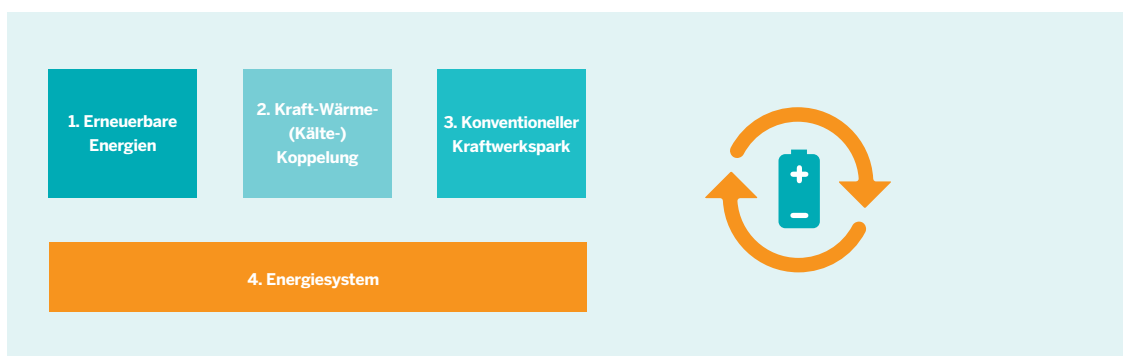 1. Erneuerbare
Energien
2. Kraft-Wärme-
(Kälte-)
Koppelung
3. Konventioneller
Kraftwerkspark
4. Energiesystem